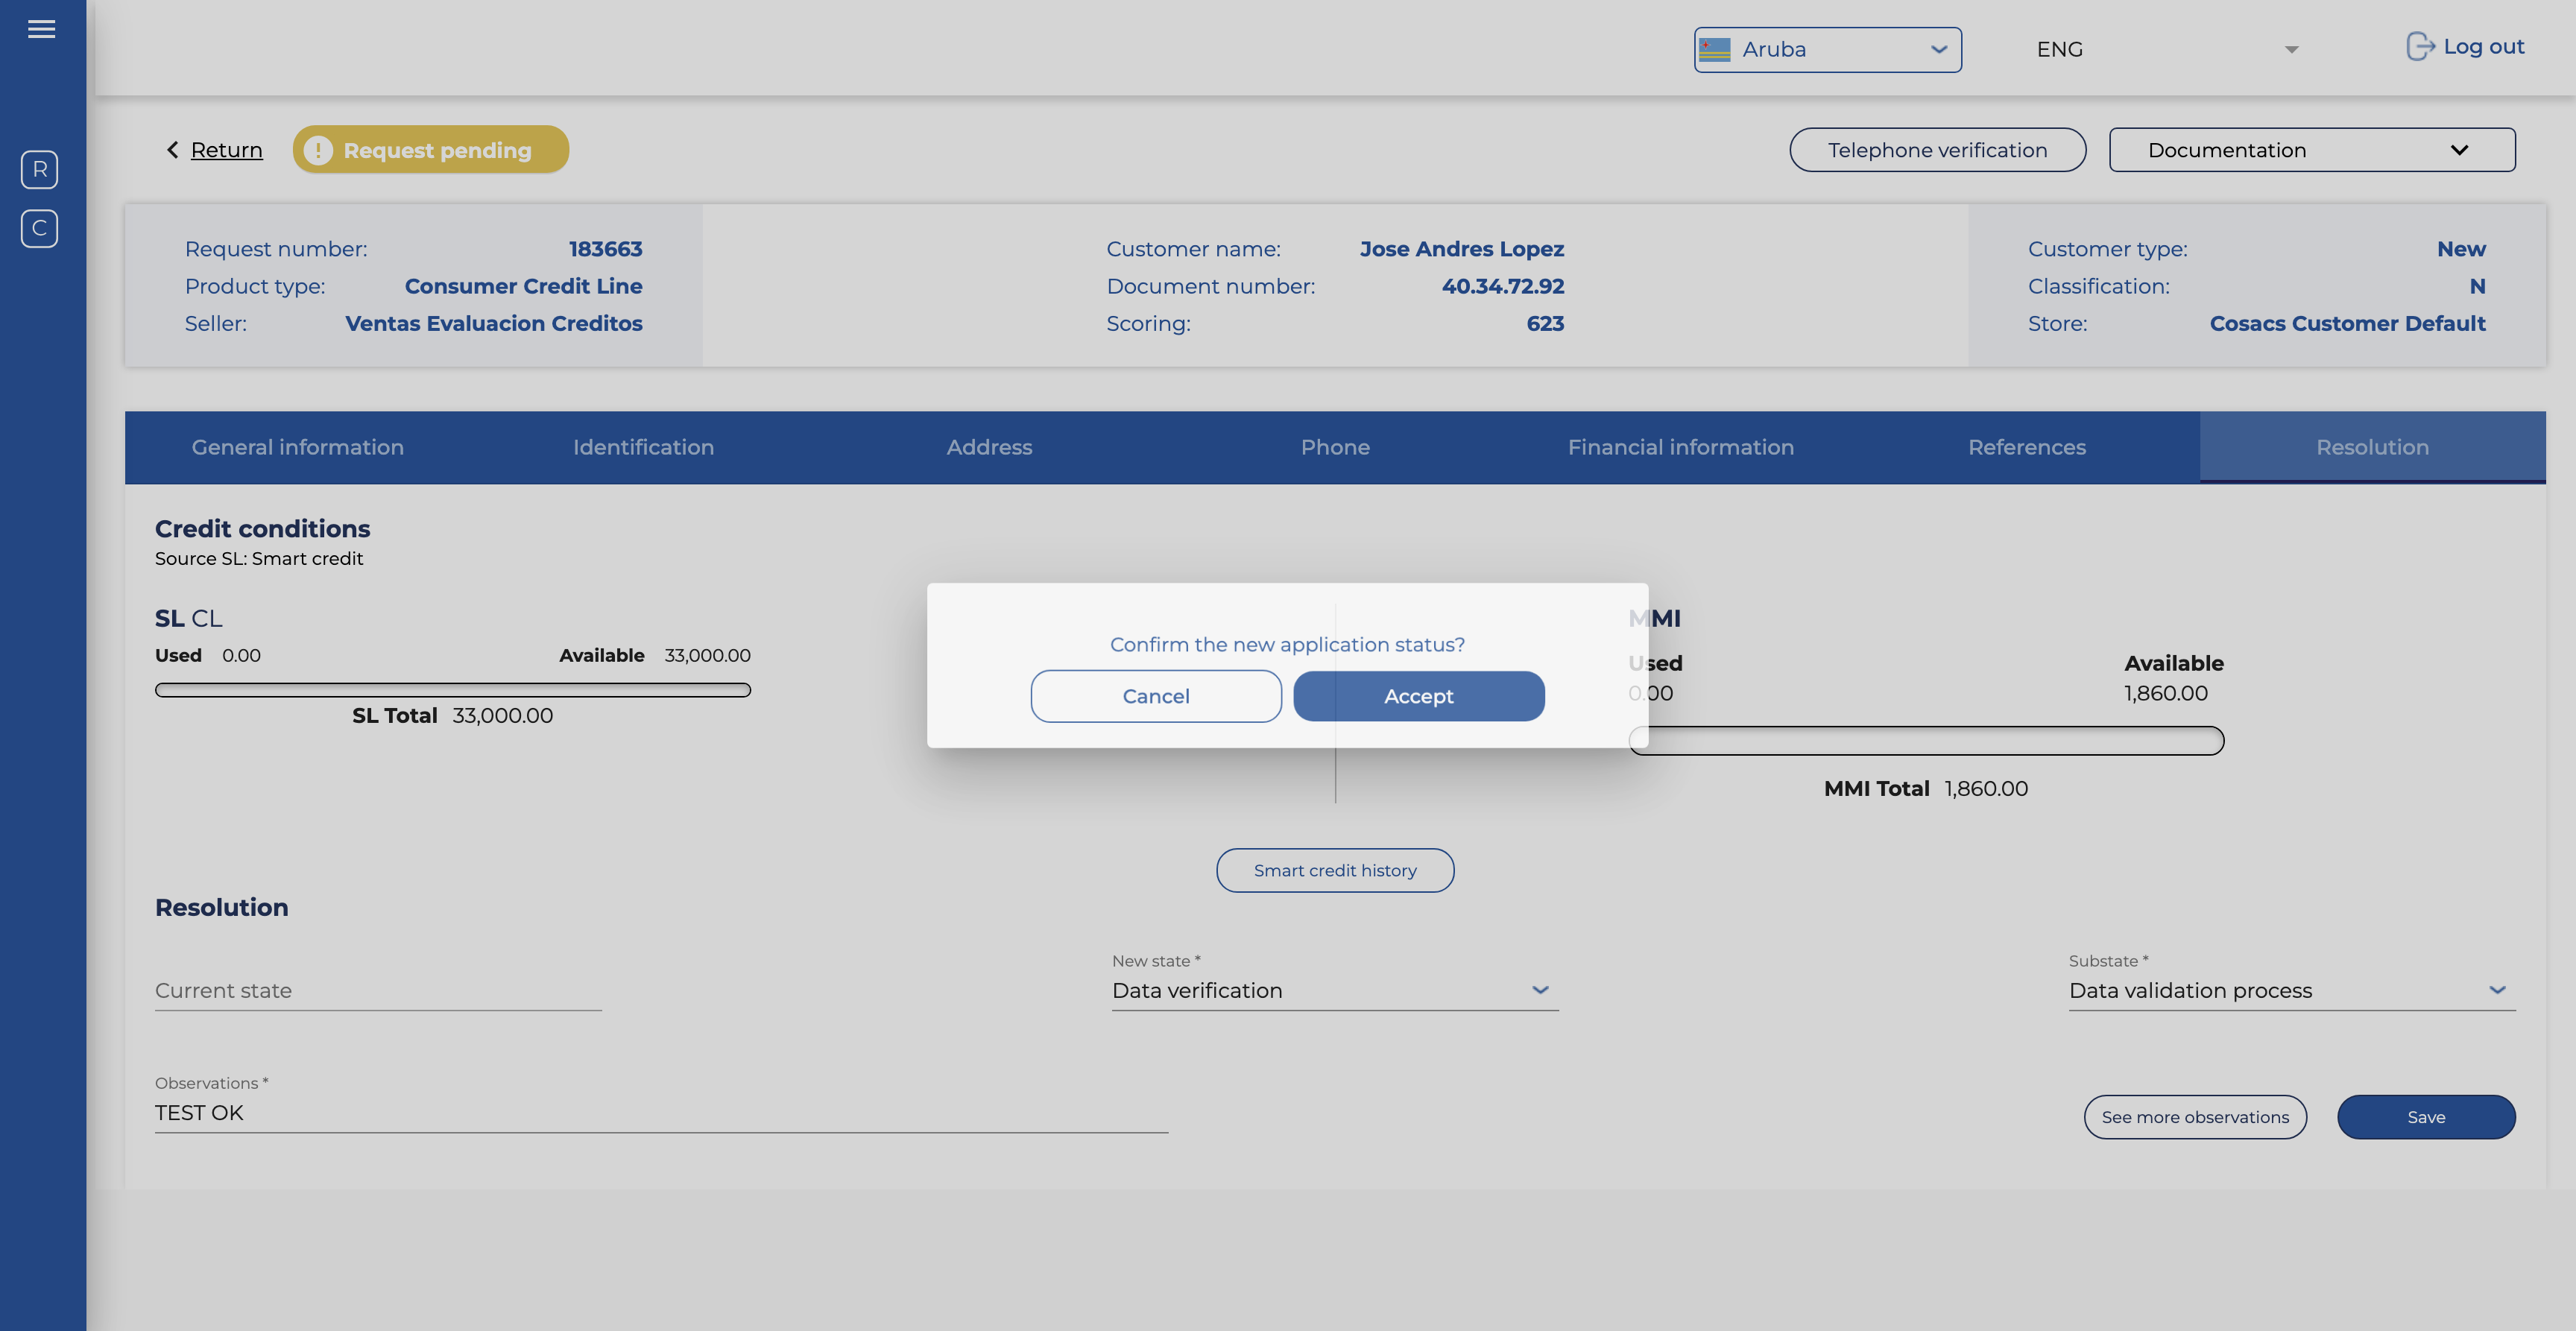 Aruba
ENG
Log out
R
C
Return
Request pending
Telephone verification
Documentation
Request number: 183663
Product type: Consumer Credit Line
Seller: Ventas Evaluacion Creditos
Customer name: Jose Andres Lopez
Document number: 40.34.72.92
Scoring: 623
Customer type: New
Classification: N
Store: Cosacs Customer Default
General information
Identification
Address
Phone
Financial information
References
Resolution
Credit conditions
Source SL: Smart credit
SL CL
Used 0.00 Available 33,000.00
SL Total 33,000.00
Confirm the new application status?
Cancel
Accept
MMI
Used Available
0.00 1,860.00
MMI Total 1,860.00
Smart credit history
Resolution
Current state
New state *
Data verification
Substate *
Data validation process
Observations *
TEST OK
See more observations
Save